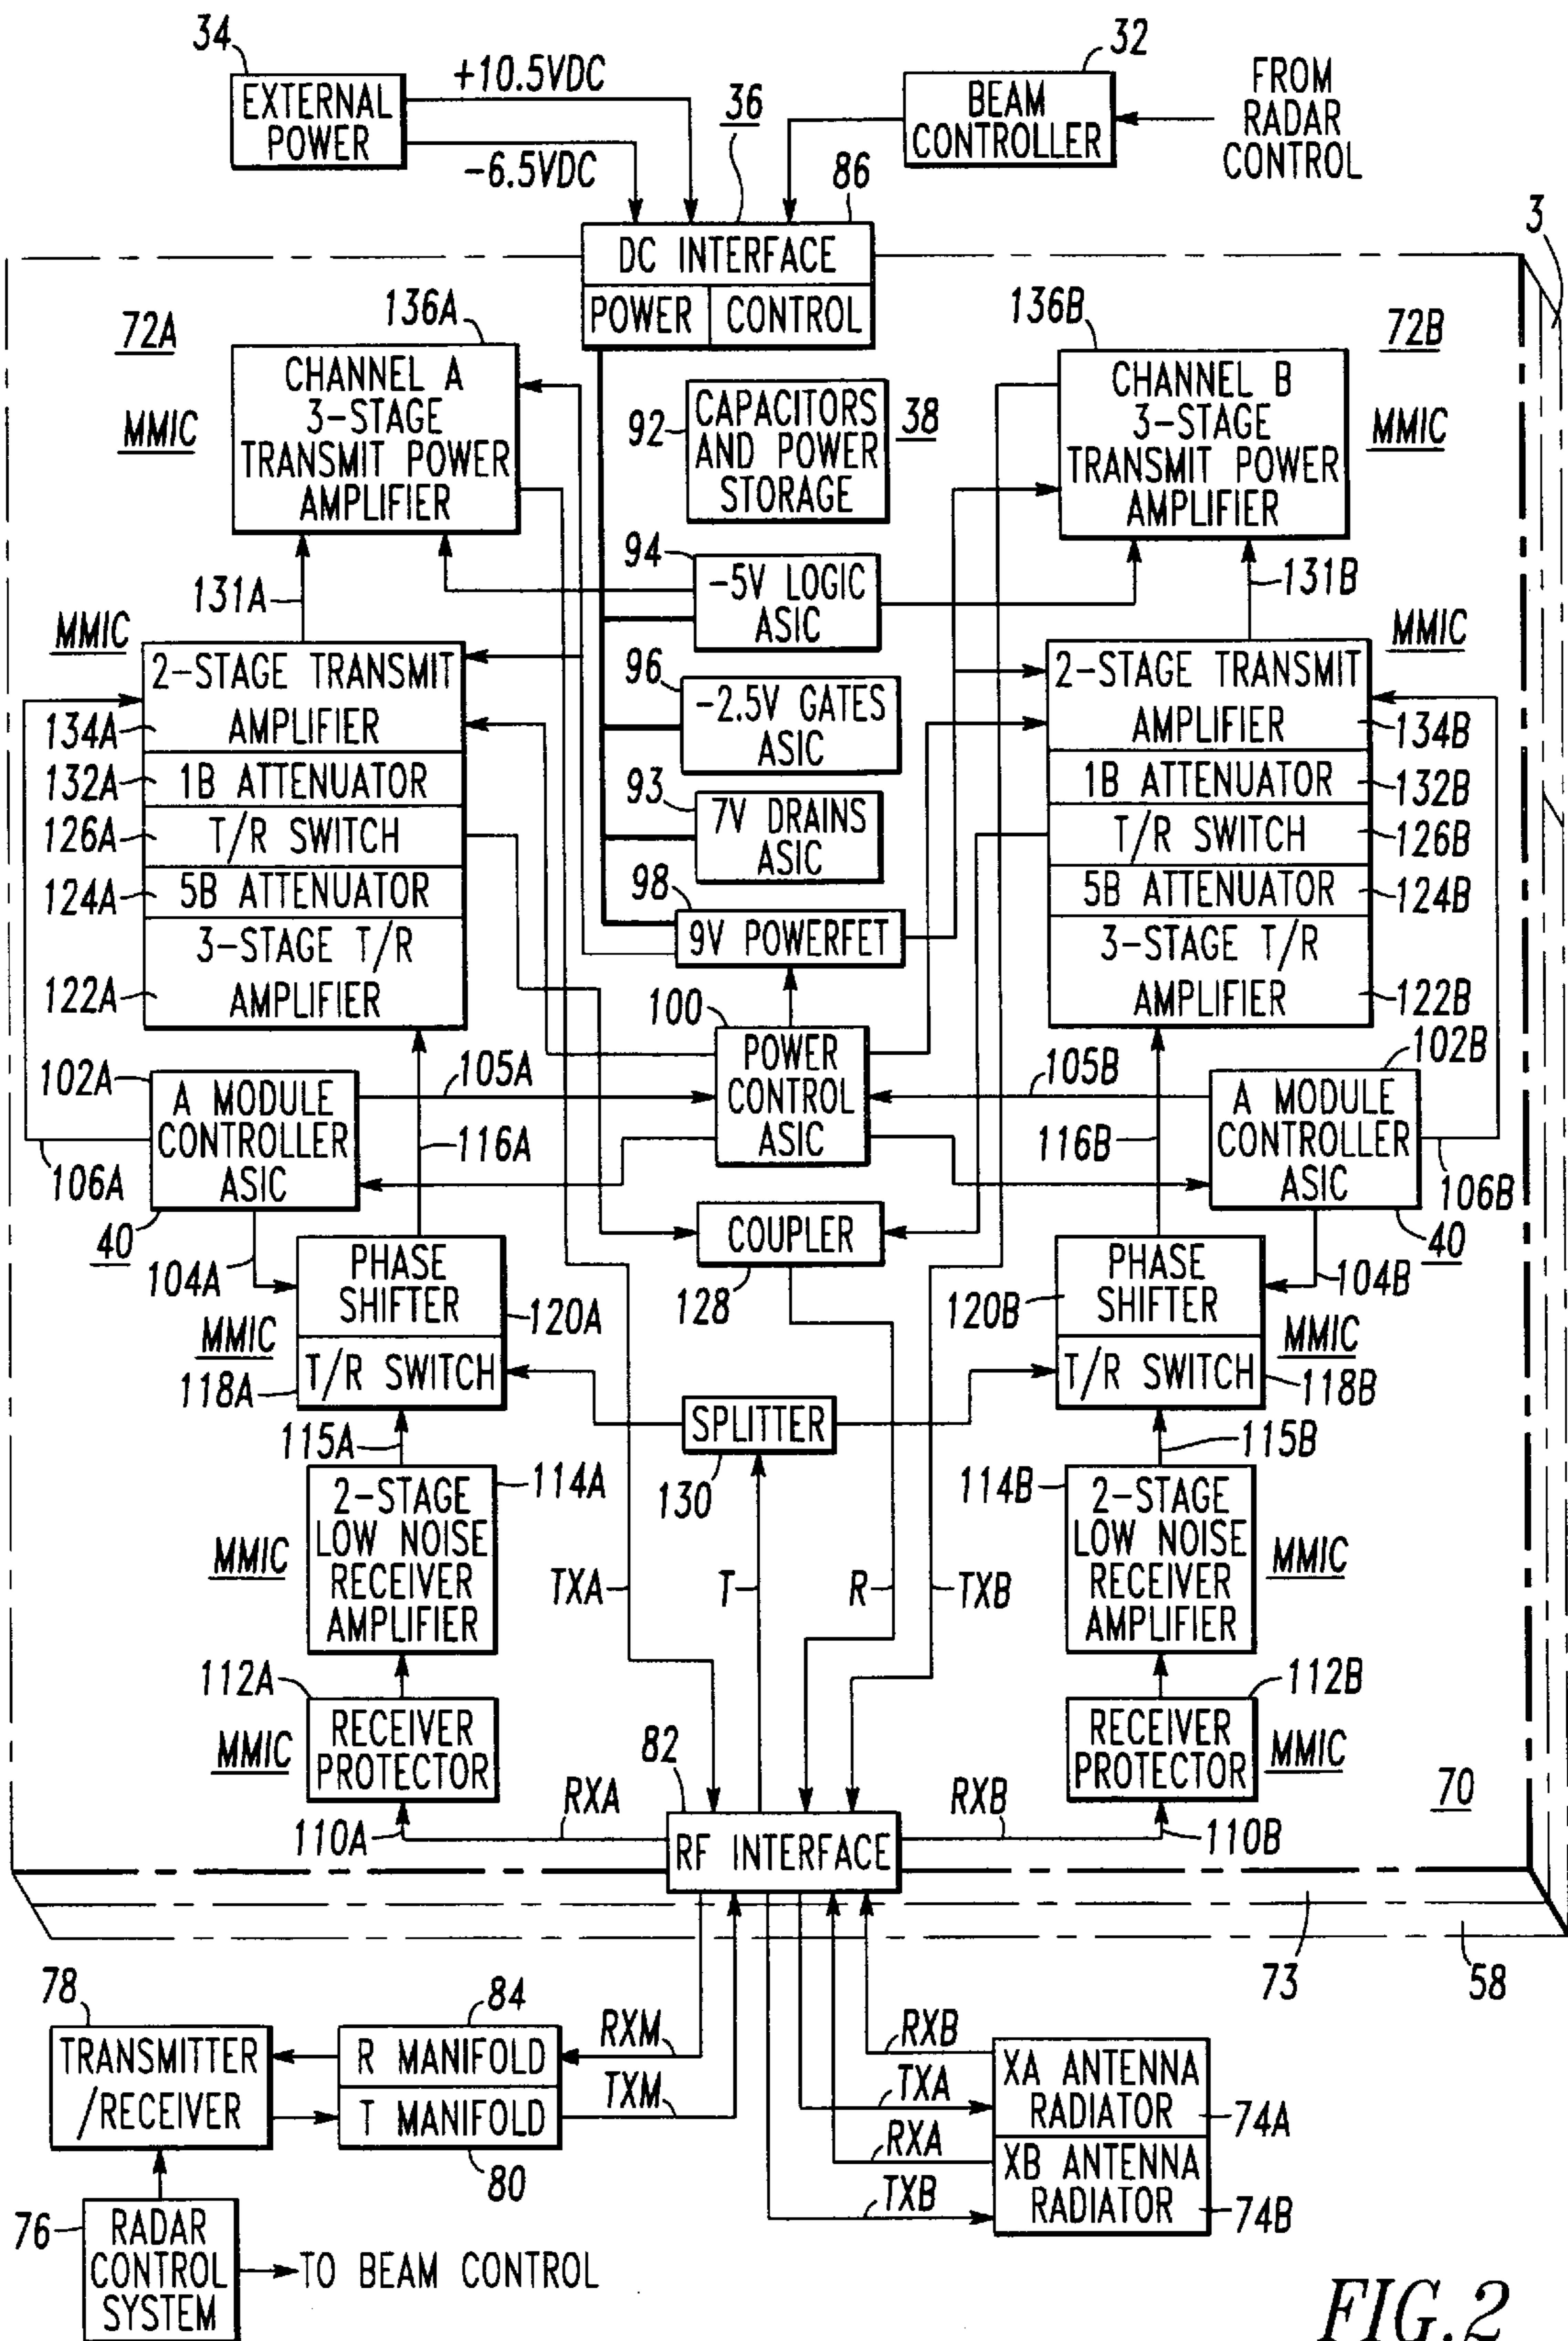 34
EXTERNAL
POWER
+10.5VDC
-6.5VDC
36
32
BEAM
CONTROLLER
FROM
RADAR
CONTROL
86
DC INTERFACE
POWER
CONTROL
3
72A
136A
CHANNEL A
3-STAGE
TRANSMIT POWER
AMPLIFIER
MMIC
92
CAPACITORS
AND POWER
STORAGE
38
136B
CHANNEL B
3-STAGE
TRANSMIT POWER
AMPLIFIER
72B
MMIC
131A
94
-5V LOGIC
ASIC
131B
MMIC
2-STAGE TRANSMIT
AMPLIFIER
134A
1B ATTENUATOR
132A
T/R SWITCH
126A
5B ATTENUATOR
124A
3-STAGE T/R
AMPLIFIER
122A
96
-2.5V GATES
ASIC
93
7V DRAINS
ASIC
98
9V POWERFET
MMIC
2-STAGE TRANSMIT
AMPLIFIER
134B
1B ATTENUATOR
132B
T/R SWITCH
126B
5B ATTENUATOR
124B
3-STAGE T/R
AMPLIFIER
122B
102A
A MODULE
CONTROLLER
ASIC
106A
40
104A
105A
116A
100
POWER
CONTROL
ASIC
105B
116B
102B
A MODULE
CONTROLLER
ASIC
106B
40
104B
COUPLER
128
PHASE
SHIFTER
120A
MMIC
T/R SWITCH
118A
PHASE
SHIFTER
120B
MMIC
T/R SWITCH
118B
SPLITTER
130
115A
114A
2-STAGE
LOW NOISE
RECEIVER
AMPLIFIER
MMIC
TXA
T
R
TXB
115B
114B
2-STAGE
LOW NOISE
RECEIVER
AMPLIFIER
MMIC
112A
RECEIVER
PROTECTOR
MMIC
110A
RXA
82
RF INTERFACE
RXB
112B
RECEIVER
PROTECTOR
MMIC
110B
70
73
58
78
TRANSMITTER
/RECEIVER
84
R MANIFOLD
T MANIFOLD
80
RXM
TXM
RXB
TXA
RXA
TXB
XA ANTENNA
RADIATOR
74A
XB ANTENNA
RADIATOR
74B
76
RADAR
CONTROL
SYSTEM
TO BEAM CONTROL
FIG.2